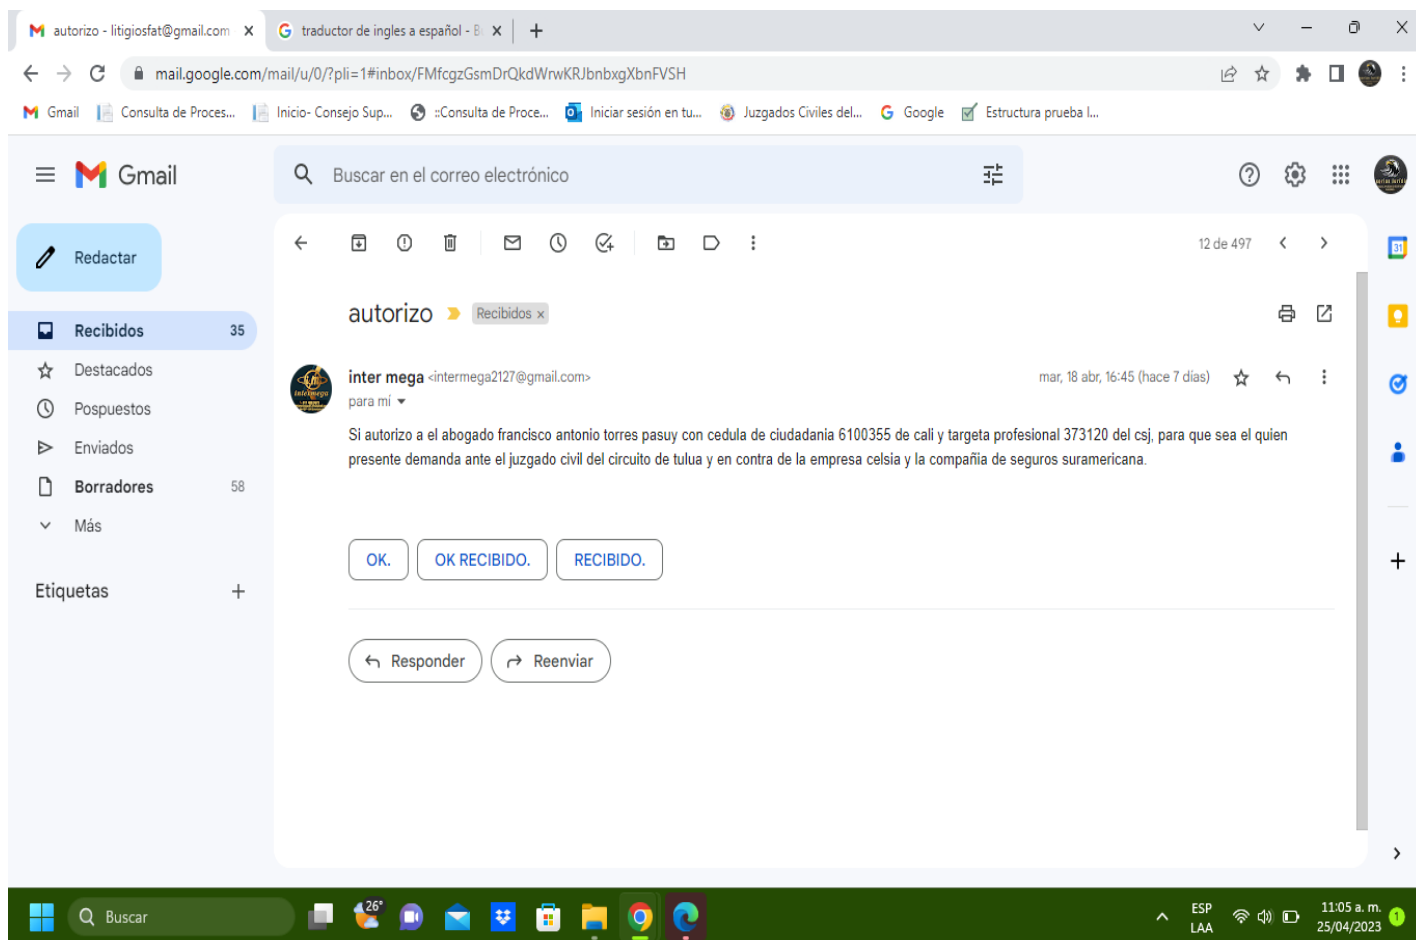 autorizo - litigiosfat@gmail.com
traductor de ingles a español - B
mail.google.com/mail/u/0/?pli=1#inbox/FMfcgzGsmDrQkdWrwKRJbnbxgXbnFVSH
Gmail Consulta de Proces... Inicio- Consejo Sup... ::Consulta de Proce... Iniciar sesión en tu... Juzgados Civiles del... Google Estructura prueba l...
Gmail
Buscar en el correo electrónico
Redactar
12 de 497
31
autorizo Recibidos x
Recibidos 35
Destacados
Pospuestos
Enviados
Borradores 58
Más
Etiquetas
inter mega <intermega2127@gmail.com>
mar, 18 abr, 16:45 (hace 7 días)
para mí
Si autorizo a el abogado francisco antonio torres pasuy con cedula de ciudadania 6100355 de cali y targeta profesional 373120 del csj, para que sea el quien
presente demanda ante el juzgado civil del circuito de tulua y en contra de la empresa celsia y la compañia de seguros suramericana.
OK. OK RECIBIDO. RECIBIDO.
Responder Reenviar
Buscar
26°
ESP
LAA
11:05 a. m.
25/04/2023
1